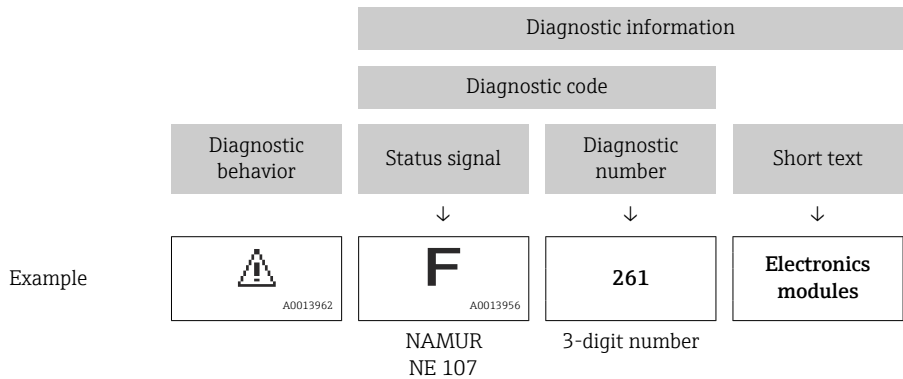 Diagnostic information
Diagnostic code
Diagnostic
behavior
Status signal
Diagnostic
number
Short text
↓ ↓ ↓
Example
A0013962
F
A0013956
261
Electronics
modules
NAMUR
NE 107
3-digit number